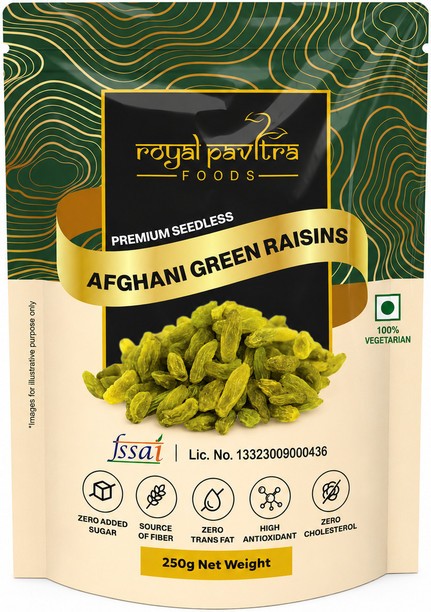 royal pavitra
FOODS
PREMIUM SEEDLESS
AFGHANI GREEN RAISINS
*Images for illustrative purpose only
100%
VEGETARIAN
fssai | Lic. No. 13323009000436
ZERO ADDED
SUGAR
SOURCE
OF FIBER
ZERO
TRANS FAT
HIGH
ANTIOXIDANT
ZERO
CHOLESTEROL
250g Net Weight